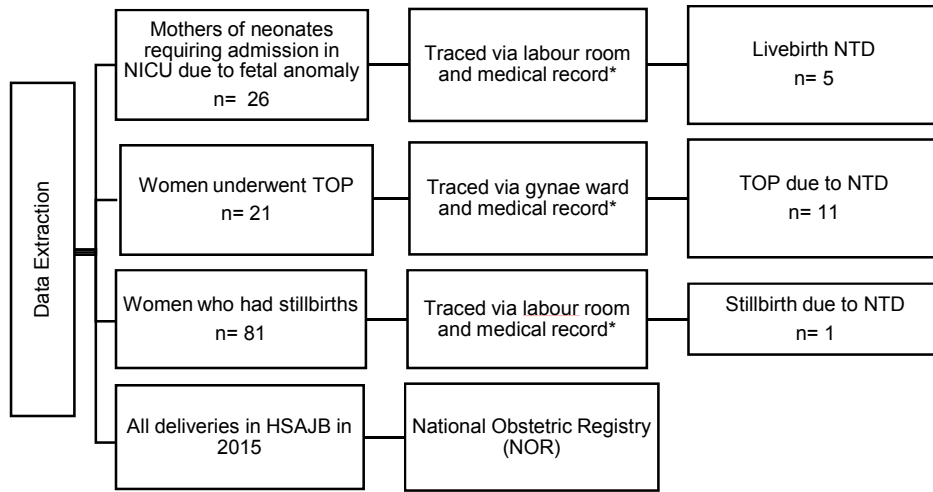 Data Extraction
Mothers of neonates
requiring admission in
NICU due to fetal anomaly
n= 26
Traced via labour room
and medical record*
Livebirth NTD
n= 5
Women underwent TOP
n= 21
Traced via gynae ward
and medical record*
TOP due to NTD
n= 11
Women who had stillbirths
n= 81
Traced via labour room
and medical record*
Stillbirth due to NTD
n= 1
All deliveries in HSAJB in
2015
National Obstetric Registry
(NOR)